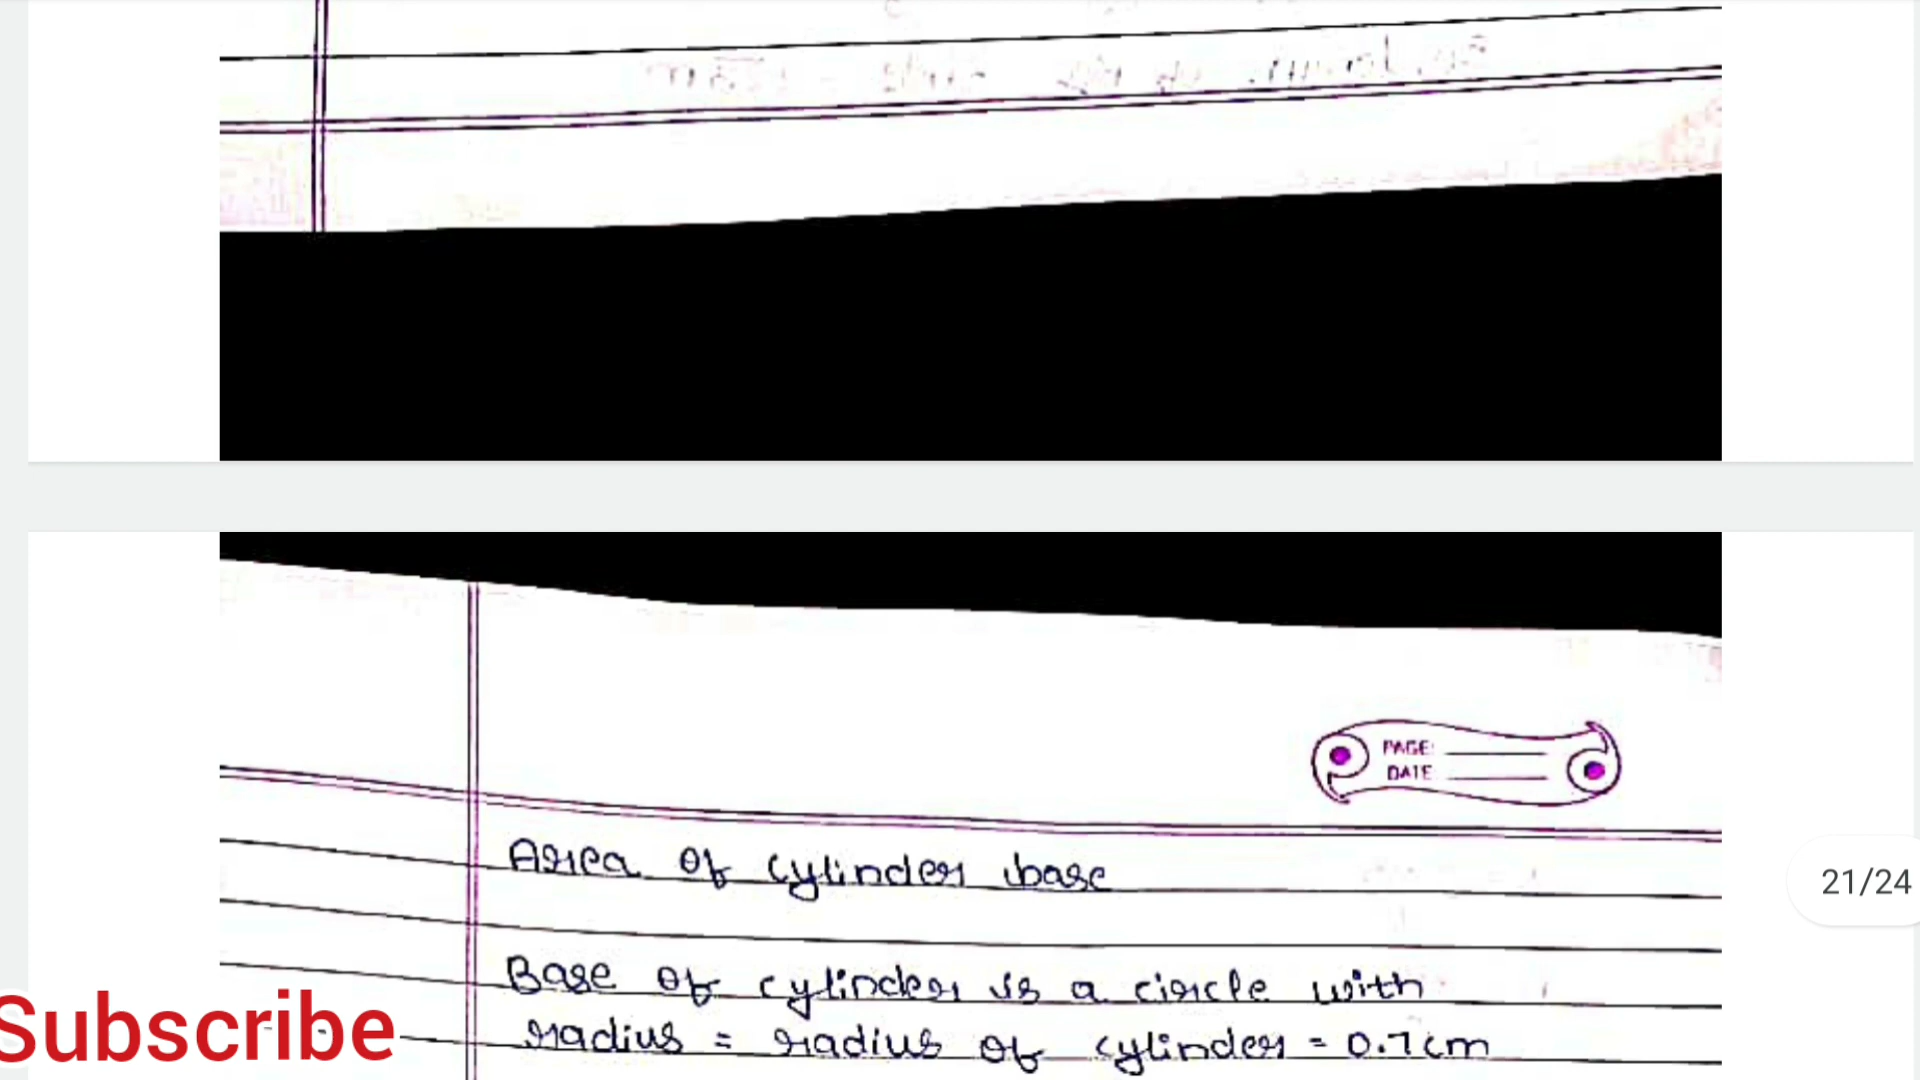 PAGE:
DATE
Area of cylinder base
Base of cylinder is a circle with
radius = radius of cylinder = 0.7cm
21/24
Subscribe